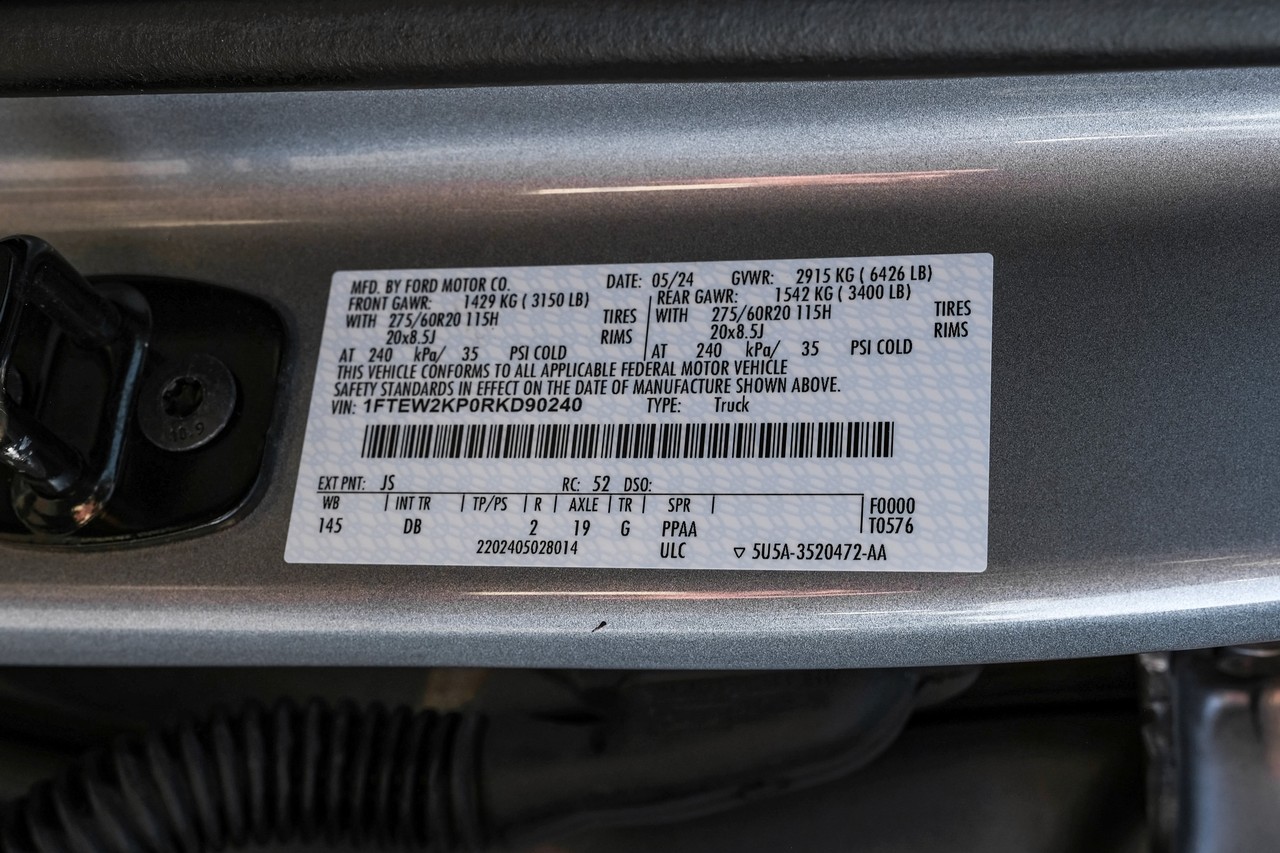 MFD. BY FORD MOTOR CO. DATE: 05/24 GVWR: 2915 KG ( 6426 LB)
FRONT GAWR: 1429 KG ( 3150 LB) REAR GAWR: 1542 KG ( 3400 LB)
WITH 275/60R20 115H TIRES WITH 275/60R20 115H TIRES
20x8.5J RIMS 20x8.5J RIMS
AT 240 kPa/ 35 PSI COLD AT 240 kPa/ 35 PSI COLD
THIS VEHICLE CONFORMS TO ALL APPLICABLE FEDERAL MOTOR VEHICLE
SAFETY STANDARDS IN EFFECT ON THE DATE OF MANUFACTURE SHOWN ABOVE.
VIN: 1FTEW2KP0RKD90240 TYPE: Truck
EXT PNT: JS RC: 52 DSO:
WB INT TR TP/PS R AXLE TR SPR F0000
145 DB 2 19 G PPAA T0576
2202405028014 ULC ▽ 5U5A-3520472-AA
10.9